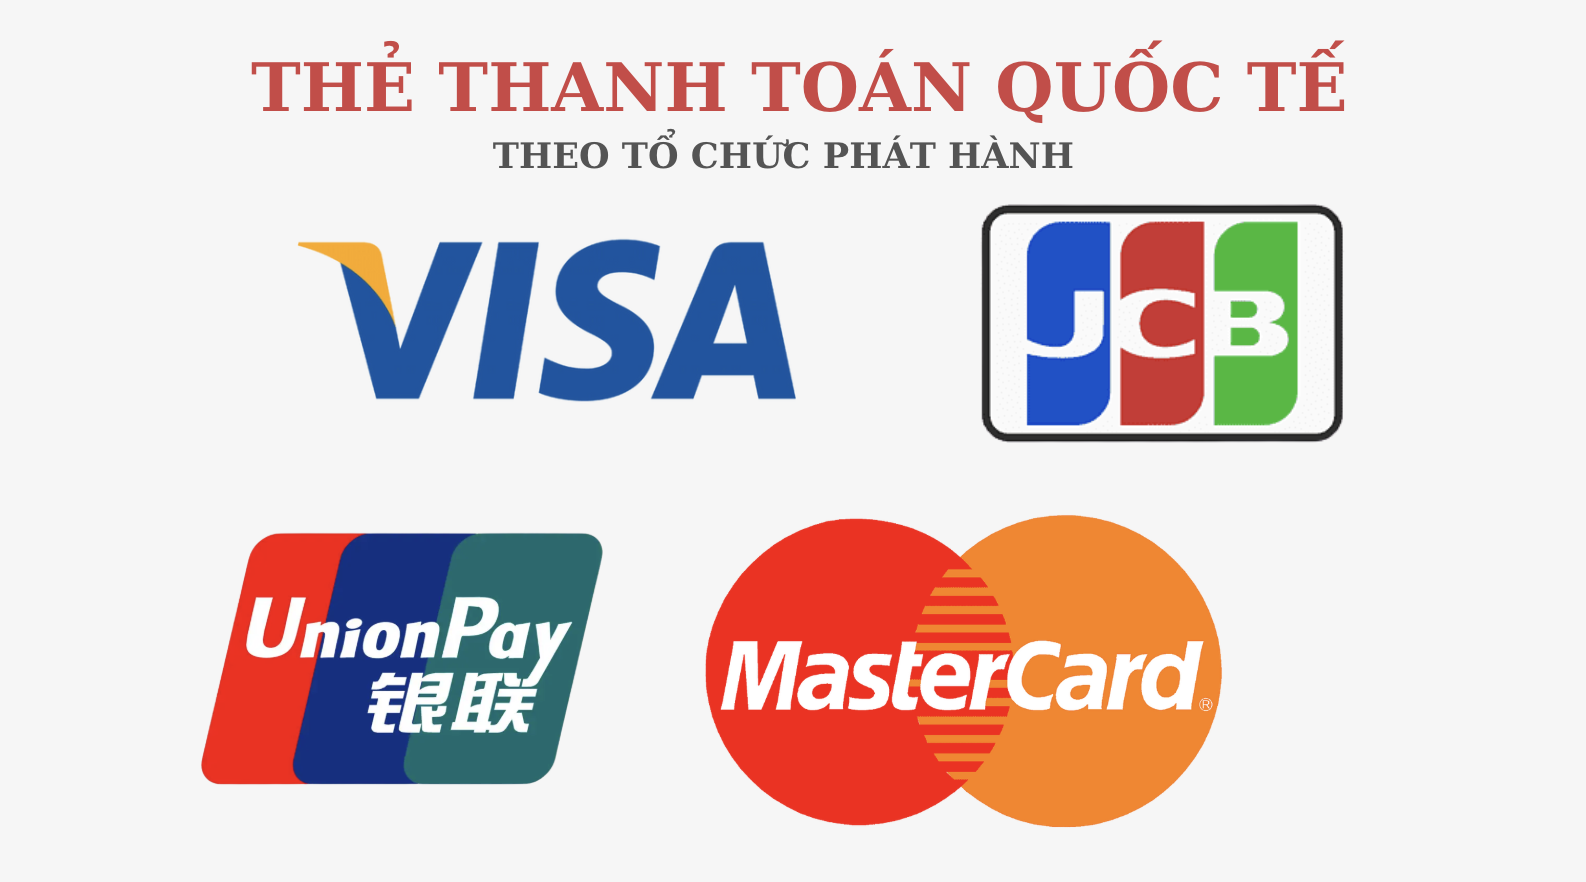 THẺ THANH TOÁN QUỐC TẾ
THEO TỔ CHỨC PHÁT HÀNH
VISA
JCB
UnionPay
银联
MasterCard®